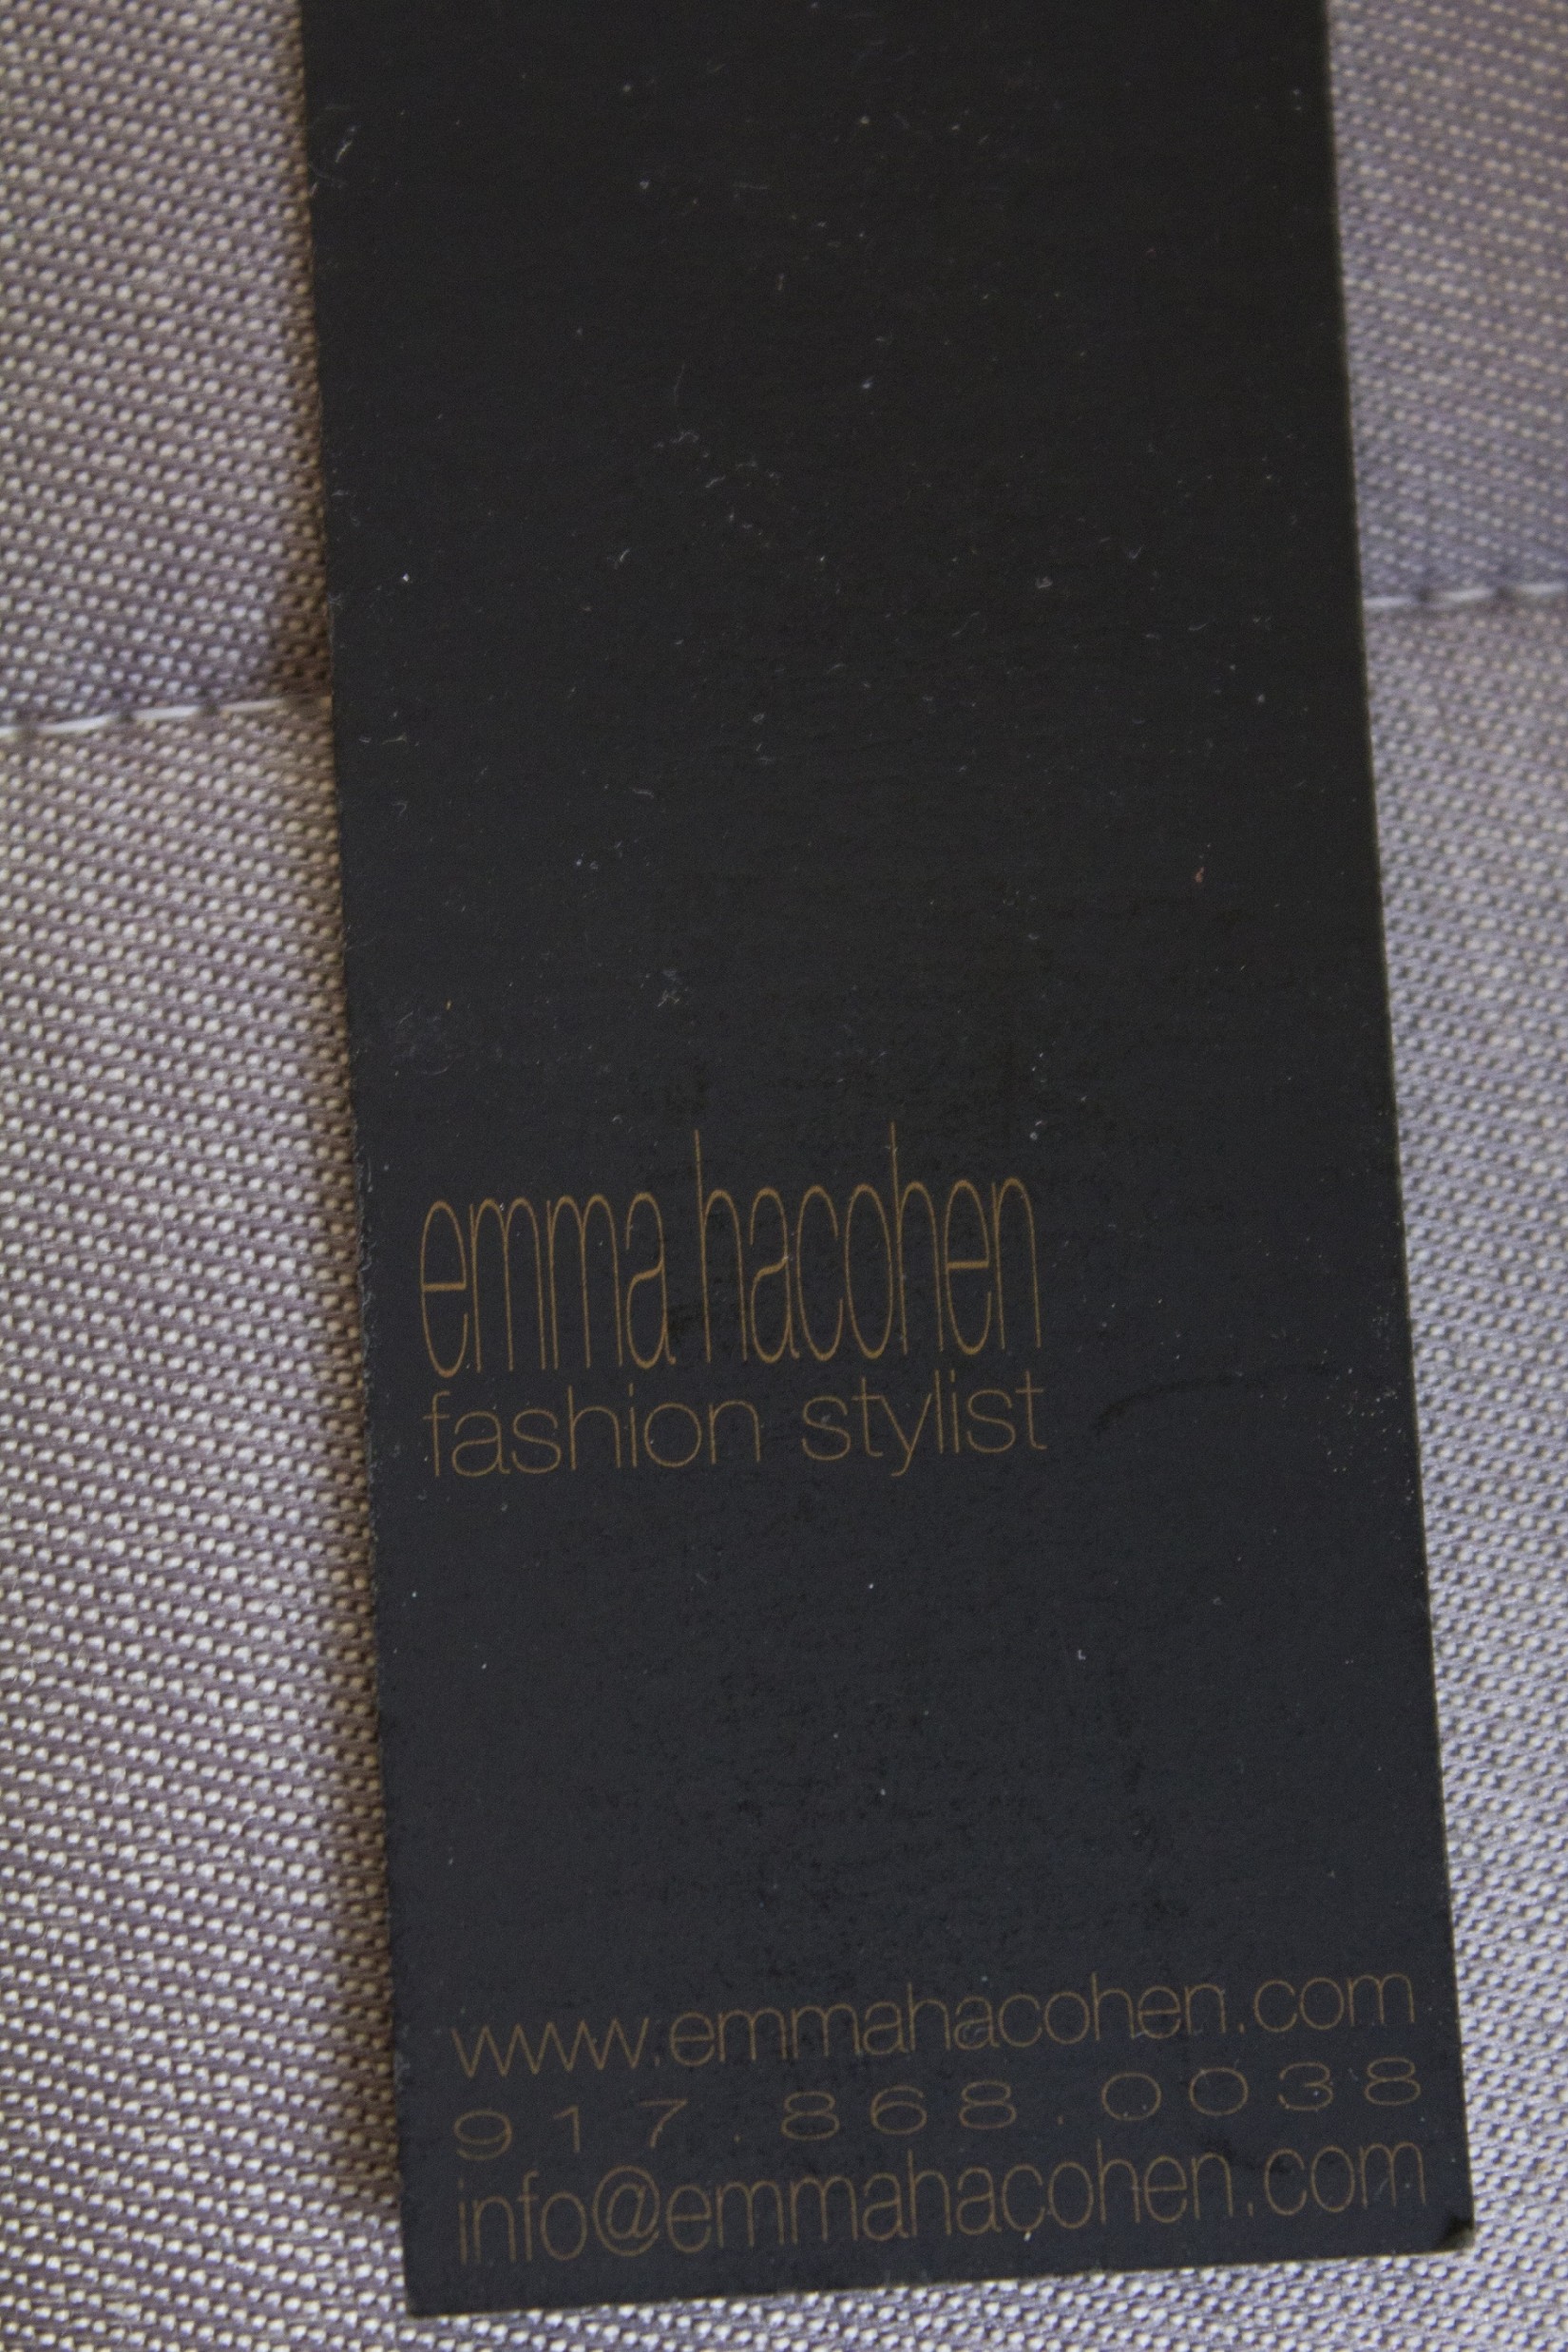 emma hacohen
fashion stylist
www.emmahacohen.com
917.868.0038
info@emmahacohen.com